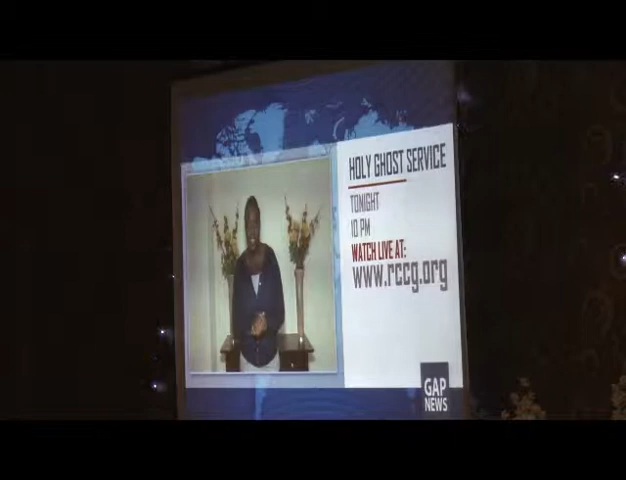 HOLY GHOST SERVICE
TONIGHT
10 PM
WATCH LIVE AT:
www.rccg.org
GAP
NEWS